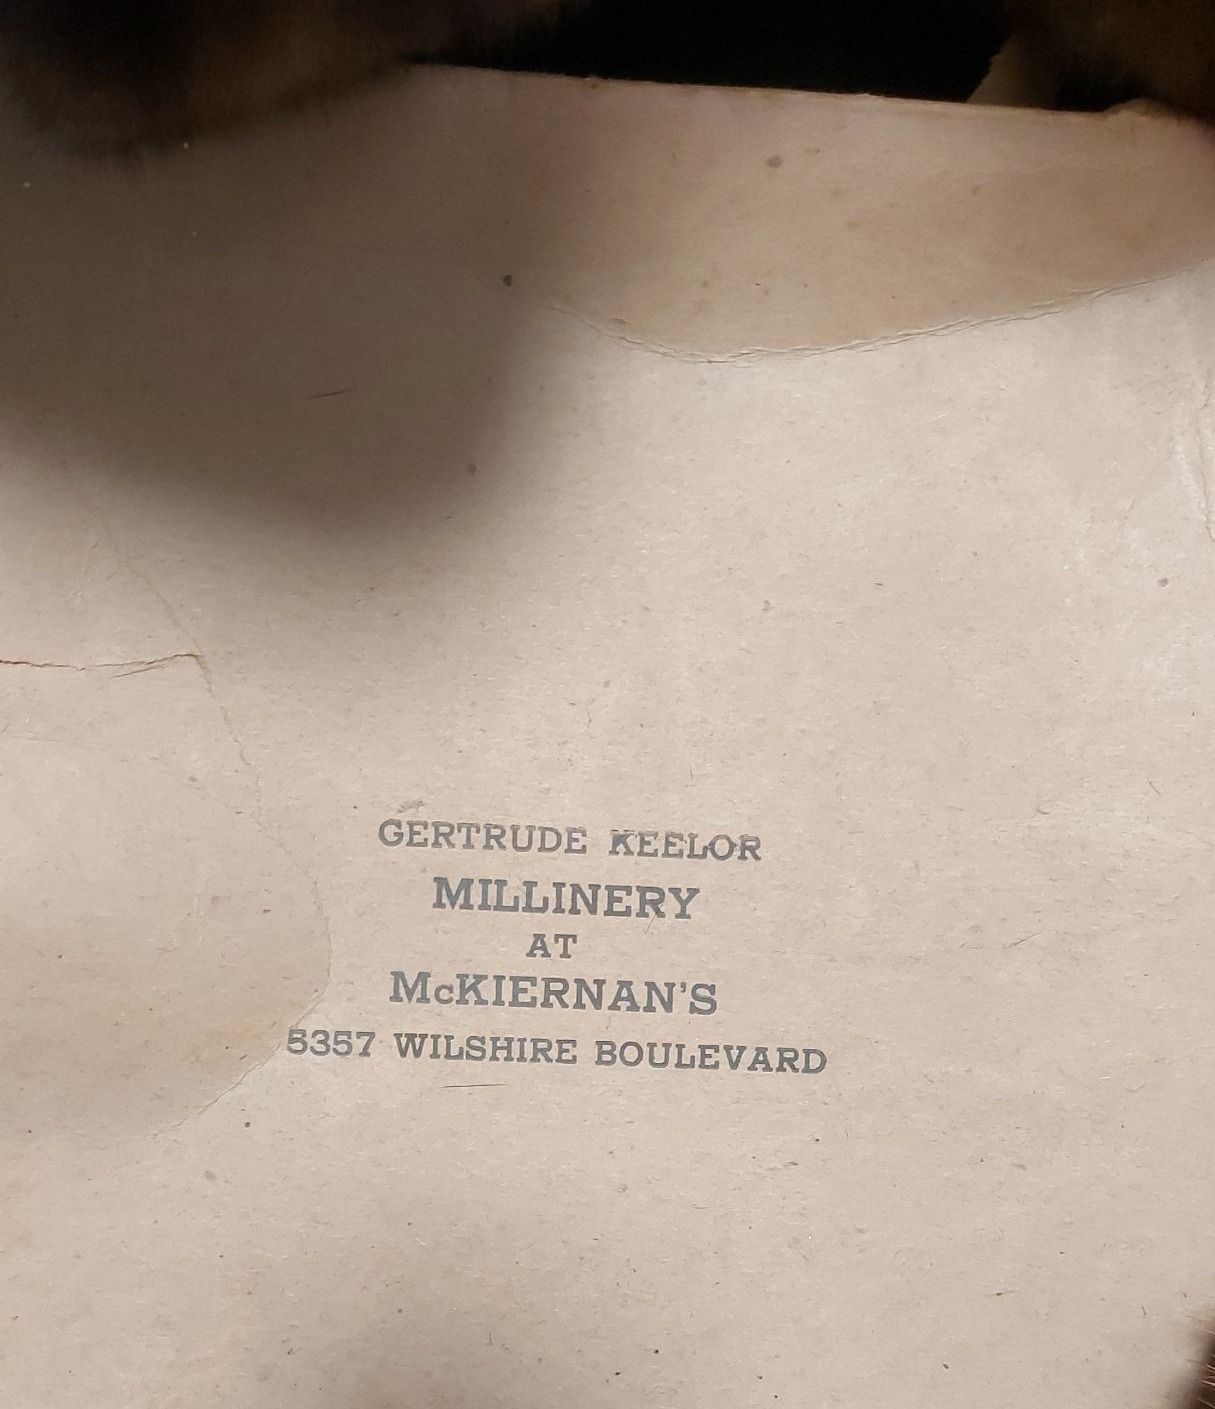 GERTRUDE KEELOR
MILLINERY
AT
McKIERNAN'S
5357 WILSHIRE BOULEVARD